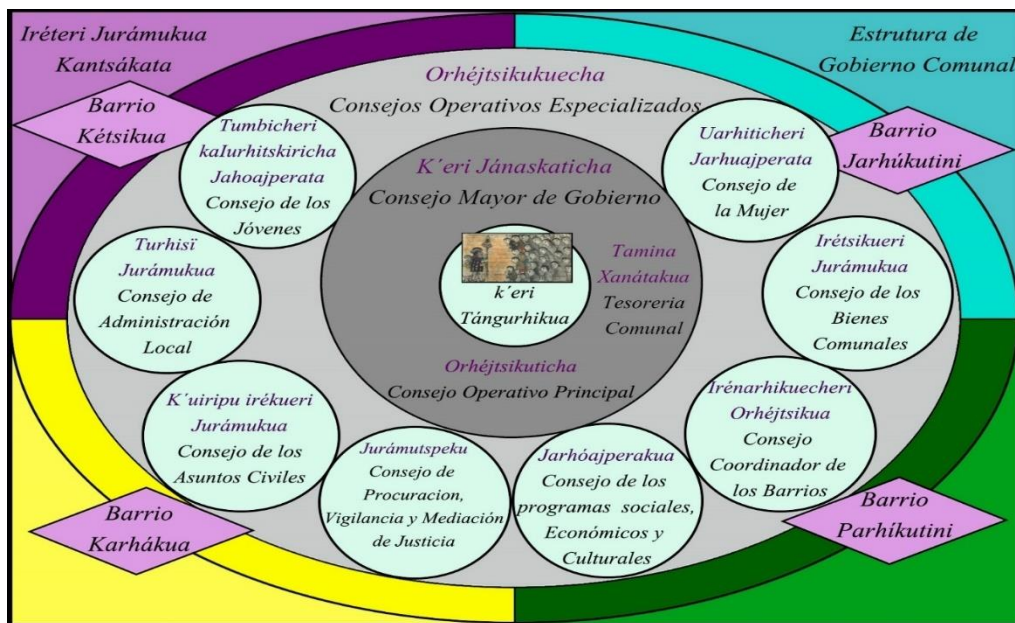 Iréteri Jurámukua
Kantsákata
Estrutura de
Gobierno Comunal
Barrio
Kétsikua
Barrio
Jarhúkutini
Orhéjtsikukuecha
Consejos Operativos Especializados
Tumbicheri
kaIurhitskiricha
Jahoajperata
Consejo de los
Jóvenes
Uarhiticheri
Jarhuajperata
Consejo de
la Mujer
K´eri Jánaskaticha
Consejo Mayor de Gobierno
k´eri
Tángurhikua
Tamina
Xanátakua
Tesoreria
Comunal
Orhéjtsikuticha
Consejo Operativo Principal
Turhisï
Jurámukua
Consejo de
Administración
Local
Irétsikueri
Jurámukua
Consejo de los
Bienes
Comunales
K´uiripu irékueri
Jurámukua
Consejo de los
Asuntos Civiles
Jurámutspeku
Consejo de
Procuracion,
Vigilancia y Mediación
de Justicia
Jarhóajperakua
Consejo de los
programas sociales,
Económicos y
Culturales
Irénarhikuecheri
Orhéjtsikua
Consejo
Coordinador de
los Barrios
Barrio
Karhákua
Barrio
Parhíkutini